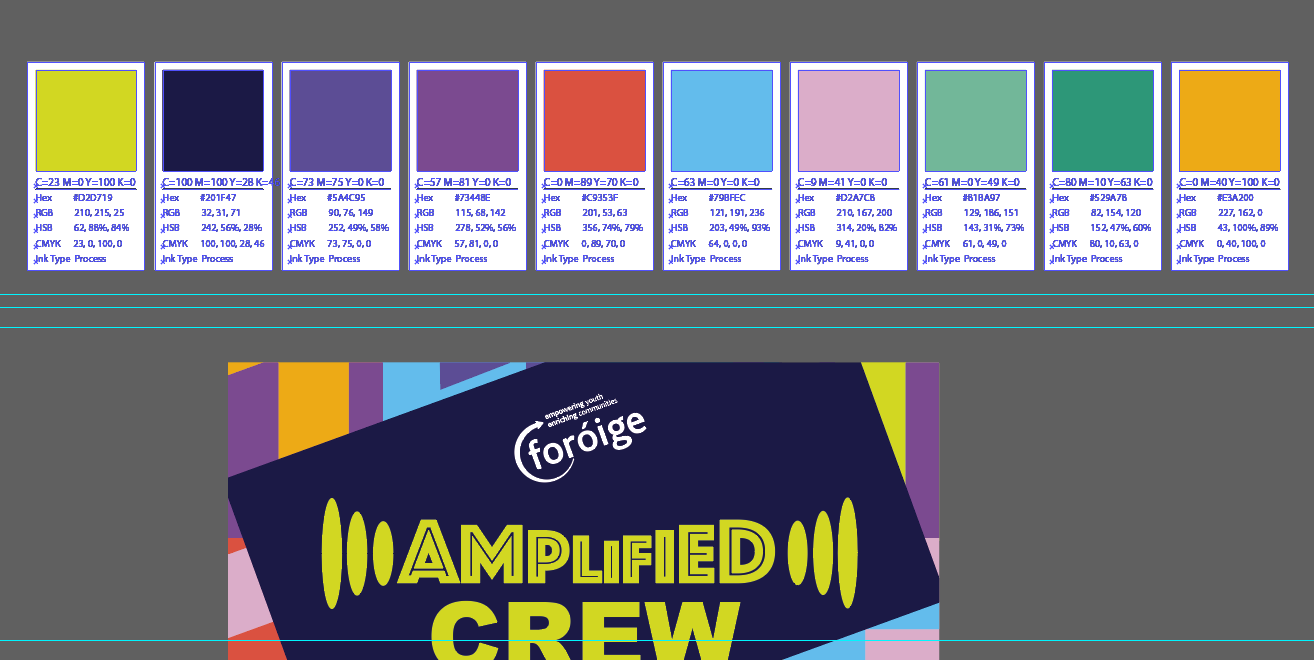 C=23 M=0 Y=100 K=0
Hex #D2D719
RGB 210, 215, 25
HSB 62, 88%, 84%
CMYK 23, 0, 100, 0
Ink Type Process
C=100 M=100 Y=28 K=4
Hex #201F47
RGB 32, 31, 71
HSB 242, 56%, 28%
CMYK 100, 100, 28, 46
Ink Type Process
C=73 M=75 Y=0 K=0
Hex #5A4C95
RGB 90, 76, 149
HSB 252, 49%, 58%
CMYK 73, 75, 0, 0
Ink Type Process
C=57 M=81 Y=0 K=0
Hex #73448E
RGB 115, 68, 142
HSB 278, 52%, 56%
CMYK 57, 81, 0, 0
Ink Type Process
C=0 M=89 Y=70 K=0
Hex #C9353F
RGB 201, 53, 63
HSB 356, 74%, 79%
CMYK 0, 89, 70, 0
Ink Type Process
C=63 M=0 Y=0 K=0
Hex #79BFEC
RGB 121, 191, 236
HSB 203, 49%, 93%
CMYK 64, 0, 0, 0
Ink Type Process
C=9 M=41 Y=0 K=0
Hex #D2A7C8
RGB 210, 167, 200
HSB 314, 20%, 82%
CMYK 9, 41, 0, 0
Ink Type Process
C=61 M=0 Y=49 K=0
Hex #81BA97
RGB 129, 186, 151
HSB 143, 31%, 73%
CMYK 61, 0, 49, 0
Ink Type Process
C=80 M=10 Y=63 K=0
Hex #529A78
RGB 82, 154, 120
HSB 152, 47%, 60%
CMYK 80, 10, 63, 0
Ink Type Process
C=0 M=40 Y=100 K=0
Hex #E3A200
RGB 227, 162, 0
HSB 43, 100%, 89%
CMYK 0, 40, 100, 0
Ink Type Process
empowering youth
enriching communities
foróige
AMPLIFIED
CREW